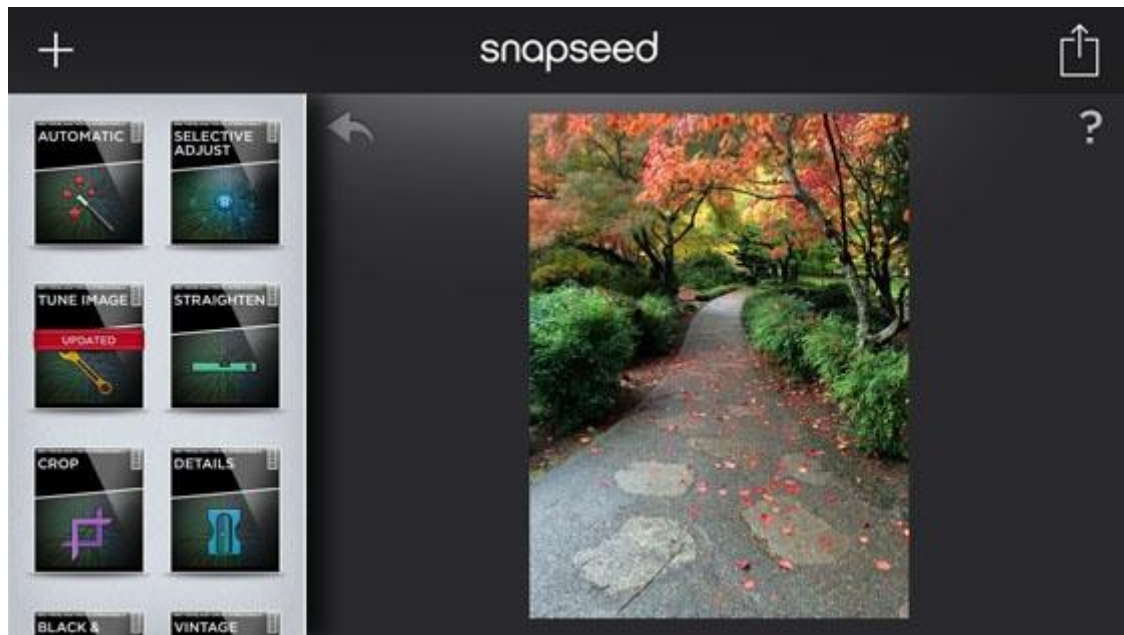 snapseed
?
AUTOMATIC
SELECTIVE
ADJUST
TUNE IMAGE
UPDATED
STRAIGHTEN
CROP
DETAILS
BLACK &
VINTAGE